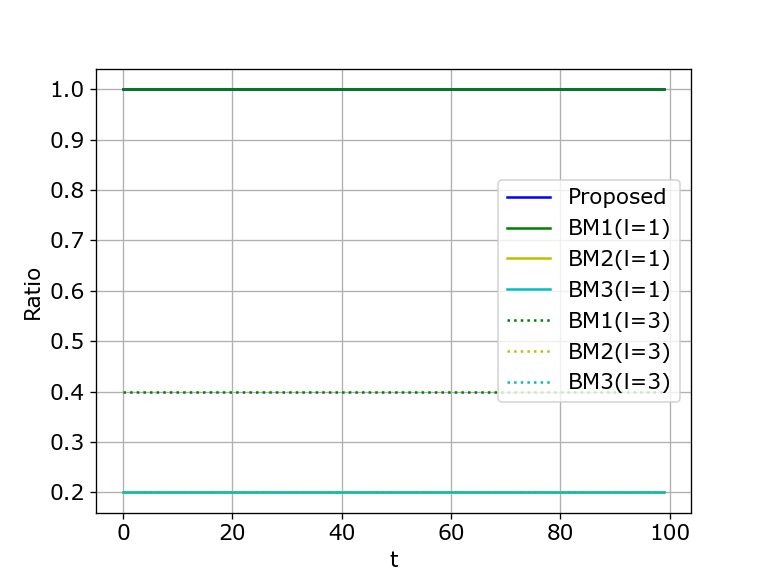 1.0
0.9
0.8
0.7
0.6
0.5
0.4
0.3
0.2
Ratio
Proposed
BM1(l=1)
BM2(l=1)
BM3(l=1)
BM1(l=3)
BM2(l=3)
BM3(l=3)
0 20 40 60 80 100
t